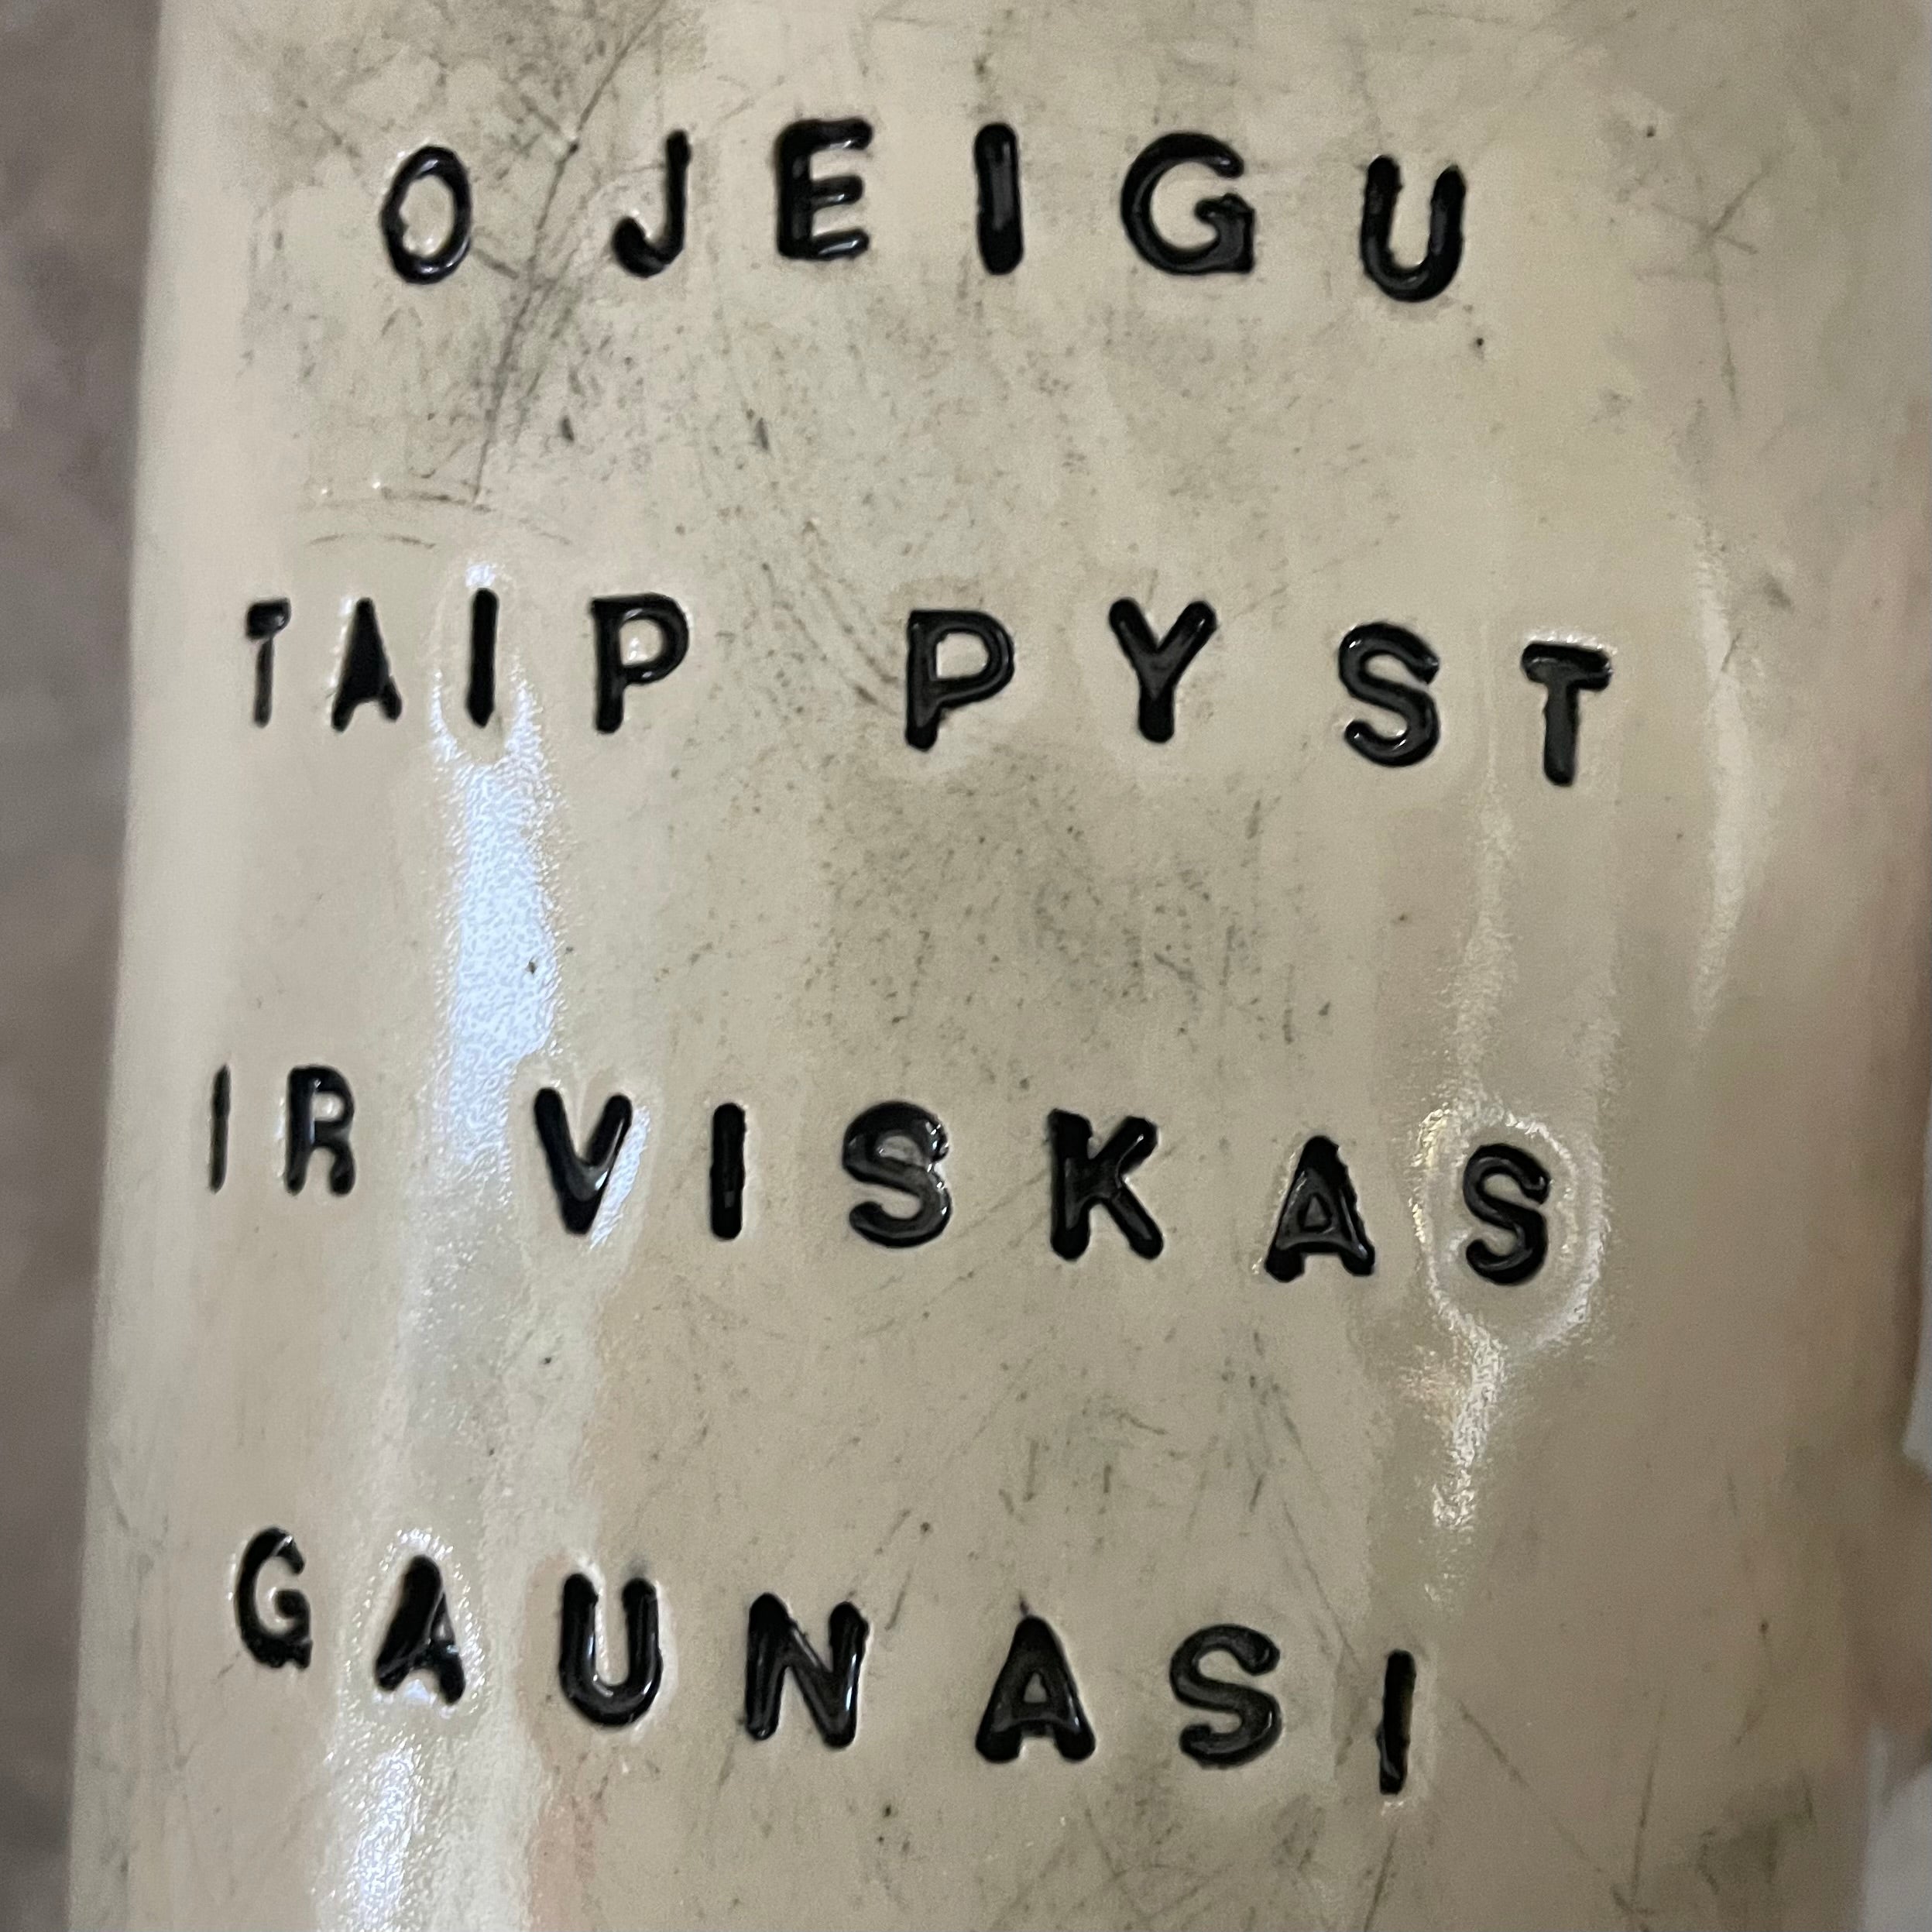 O JEIGU
TAIP PYST
IR VISKAS
GAUNASI